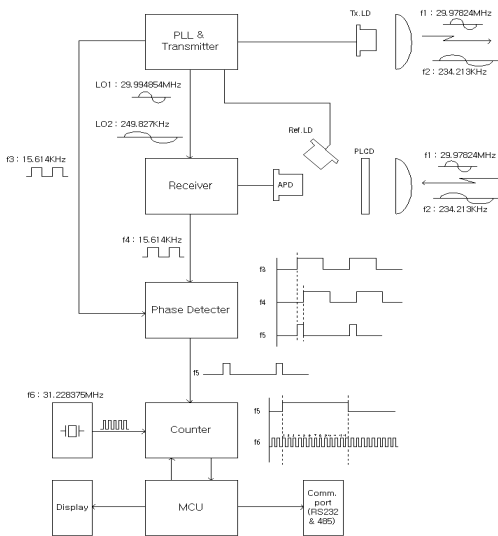 PLL &
Transmitter
Tx.LD
f1 : 29.97824MHz
f2 : 234.213KHz
LO1 : 29.994854MHz
LO2 : 249.827KHz
Ref.LD
PLCD
f3 : 15.614KHz
Receiver
APD
f1 : 29.97824MHz
f2 : 234.213KHz
f4 : 15.614KHz
Phase Detecter
f3
f4
f5
f5
f6 : 31.228375MHz
Counter
f5
f6
Display
MCU
Comm.
port
(RS232
& 485)